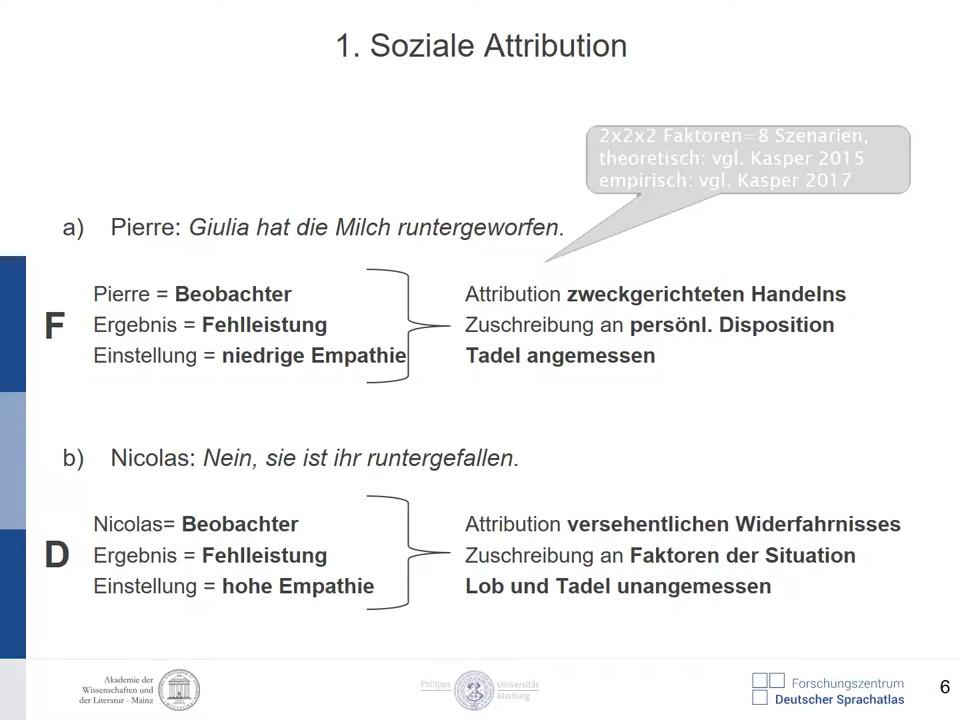 1. Soziale Attribution
2x2x2 Faktoren=8 Szenarien,
theoretisch: vgl. Kasper 2015
empirisch: vgl. Kasper 2017
a) Pierre: Giulia hat die Milch runtergeworfen.
F
Pierre = Beobachter
Ergebnis = Fehlleistung
Einstellung = niedrige Empathie
Attribution zweckgerichteten Handelns
Zuschreibung an persönl. Disposition
Tadel angemessen
b) Nicolas: Nein, sie ist ihr runtergefallen.
D
Nicolas= Beobachter
Ergebnis = Fehlleistung
Einstellung = hohe Empathie
Attribution versehentlichen Widerfahrnisses
Zuschreibung an Faktoren der Situation
Lob und Tadel unangemessen
Akademie der
Wissenschaften und
der Literatur - Mainz
Philipps Universität
Marburg
Forschungszentrum
Deutscher Sprachatlas
6